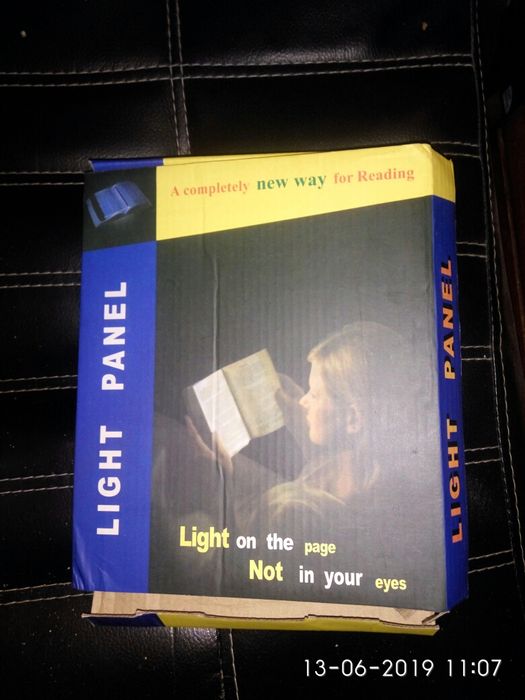 A completely new way for Reading
LIGHT PANEL
LIGHT PANEL
Light on the page
Not in your eyes
13-06-2019 11:07